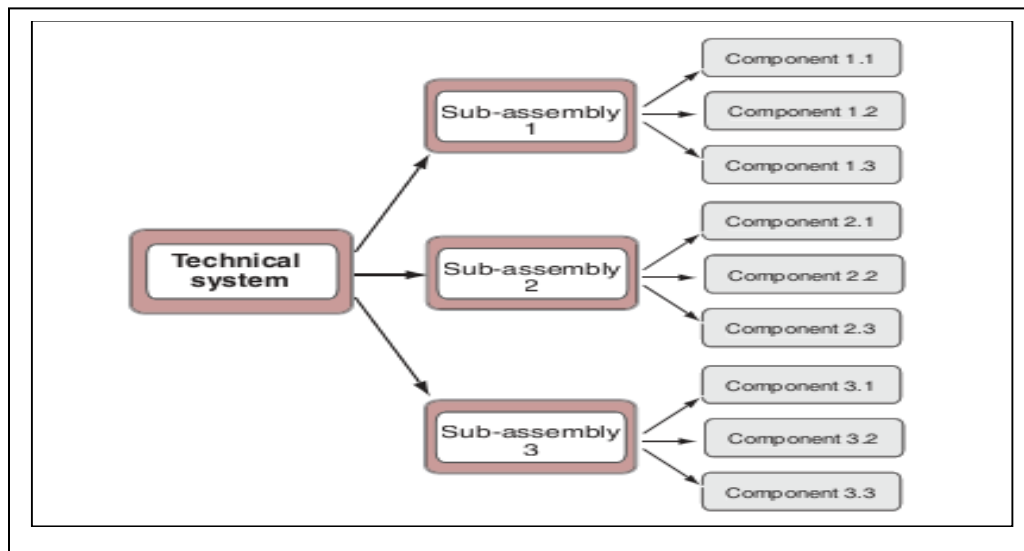 Technical
system
Sub-assembly
1
Component 1.1
Component 1.2
Component 1.3
Sub-assembly
2
Component 2.1
Component 2.2
Component 2.3
Sub-assembly
3
Component 3.1
Component 3.2
Component 3.3